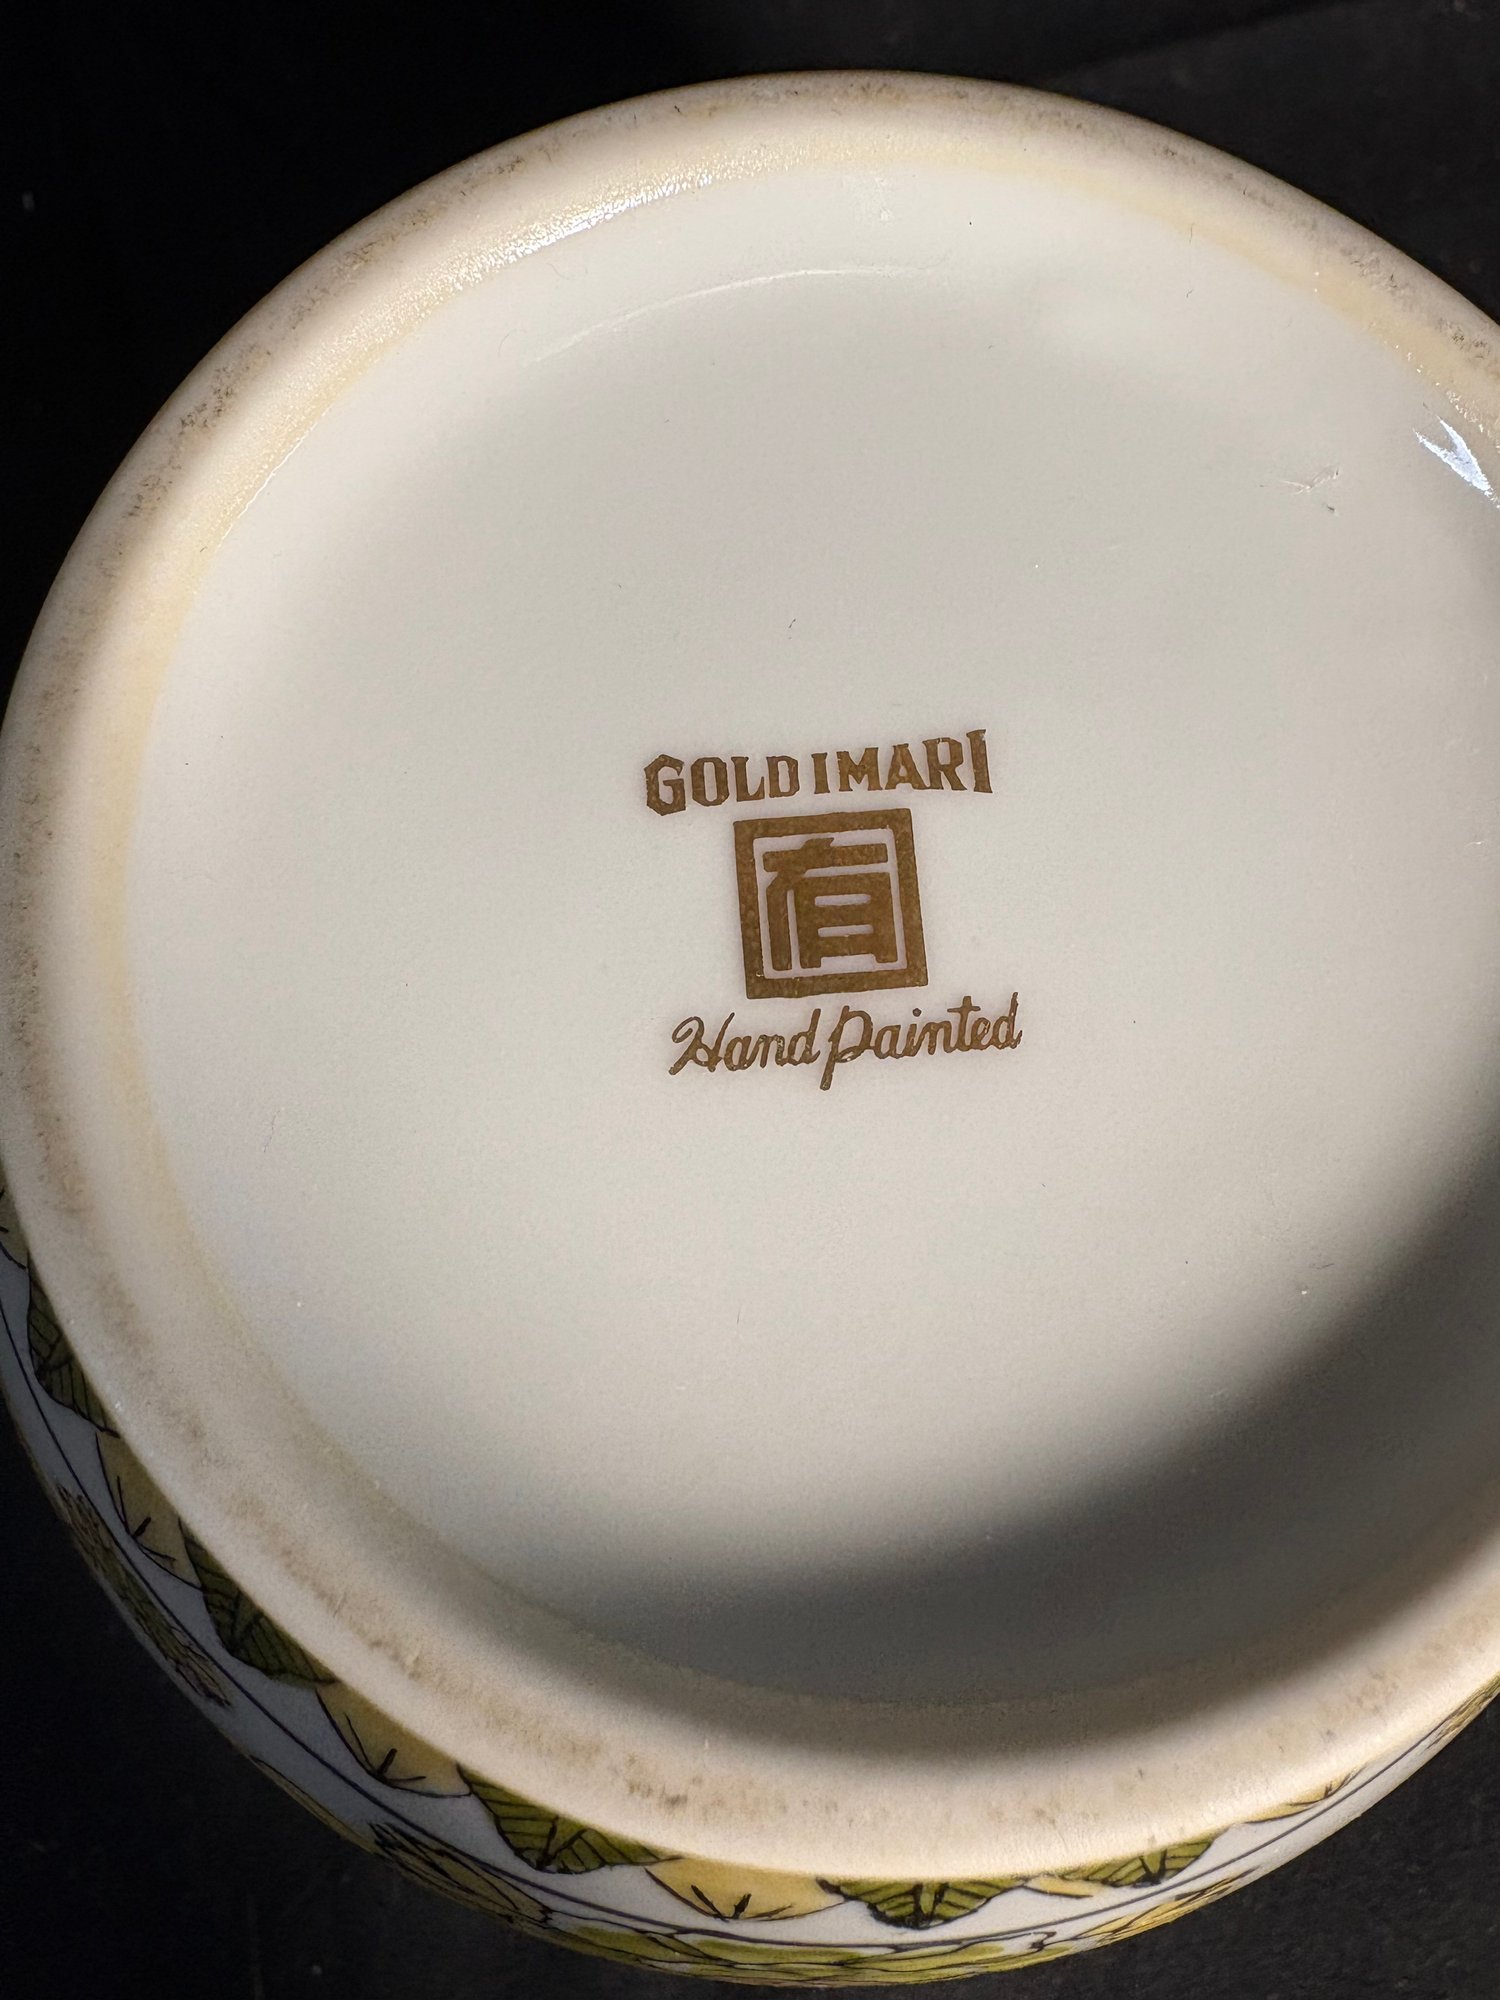 GOLD IMARI
有
Hand Painted